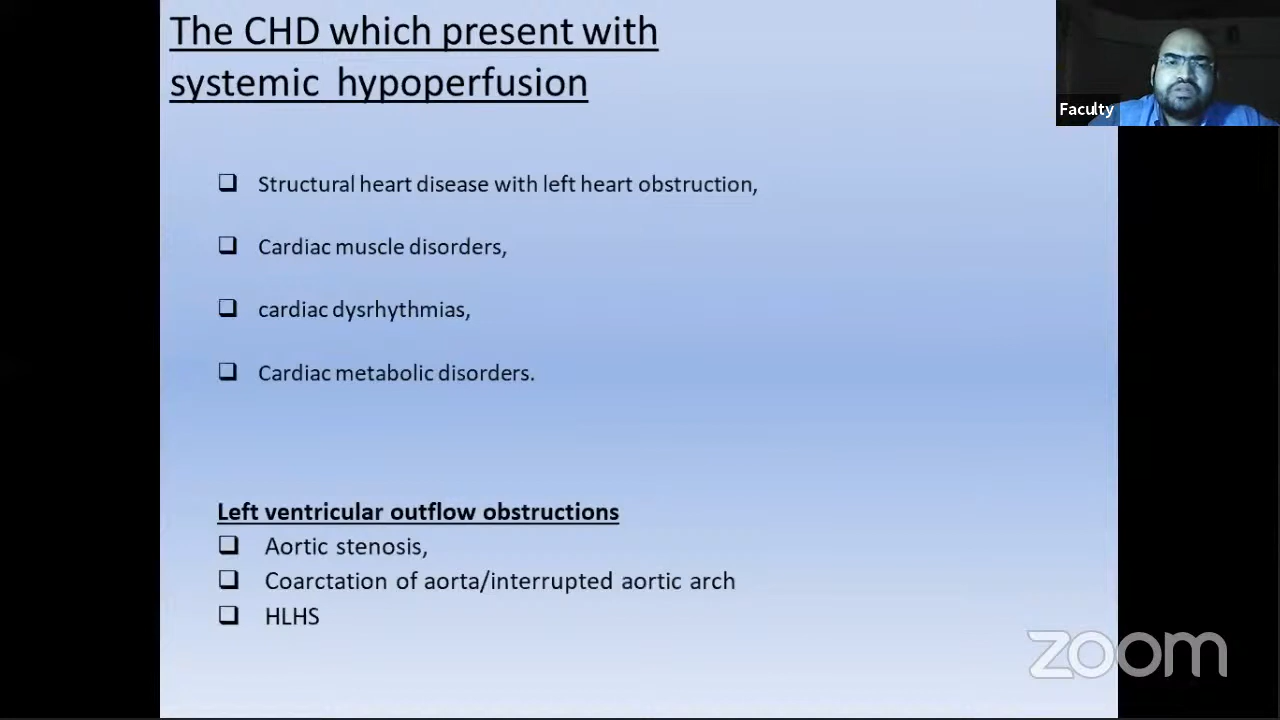 The CHD which present with
systemic hypoperfusion
Faculty
Structural heart disease with left heart obstruction,
Cardiac muscle disorders,
cardiac dysrhythmias,
Cardiac metabolic disorders.
Left ventricular outflow obstructions
Aortic stenosis,
Coarctation of aorta/interrupted aortic arch
HLHS
zoom